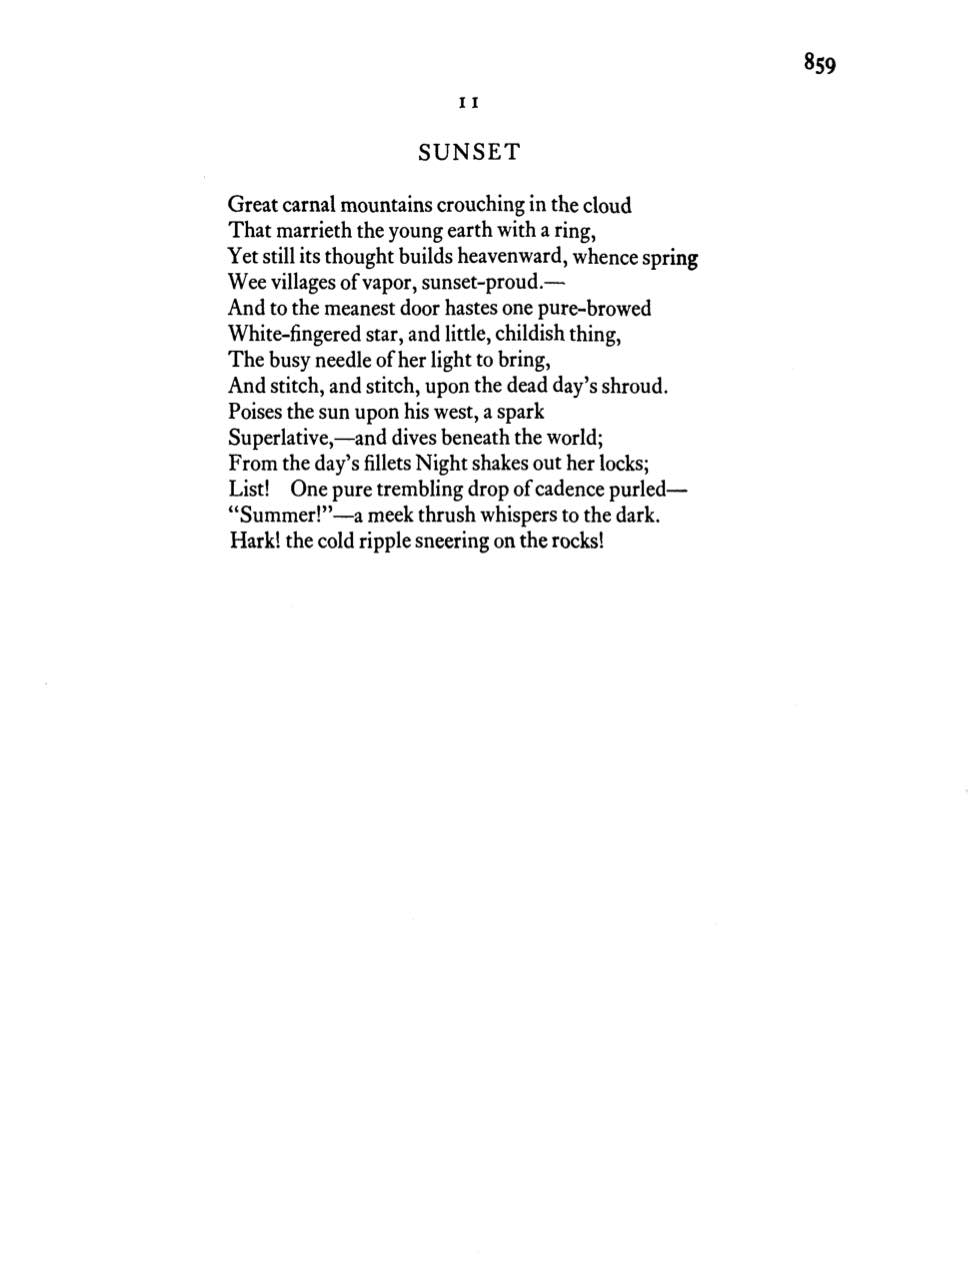 859
II
SUNSET
Great carnal mountains crouching in the cloud
That marrieth the young earth with a ring,
Yet still its thought builds heavenward, whence spring
Wee villages of vapor, sunset-proud.—
And to the meanest door hastes one pure-browed
White-fingered star, and little, childish thing,
The busy needle of her light to bring,
And stitch, and stitch, upon the dead day's shroud.
Poises the sun upon his west, a spark
Superlative,—and dives beneath the world;
From the day's fillets Night shakes out her locks;
List! One pure trembling drop of cadence purled—
“Summer!”—a meek thrush whispers to the dark.
Hark! the cold ripple sneering on the rocks!